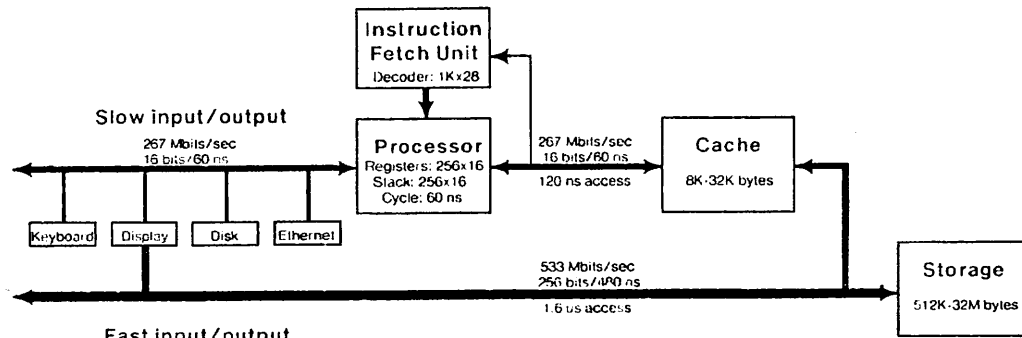 Instruction
Fetch Unit
Decoder: 1Kx28
Slow input/output
267 Mbits/sec
16 bits/60 ns
Processor
Registers: 256x16
Stack: 256x16
Cycle: 60 ns
267 Mbits/sec
16 bits/60 ns
120 ns access
Cache
8K-32K bytes
Keyboard
Display
Disk
Ethernet
533 Mbits/sec
256 bits/480 ns
1.6 us access
Storage
512K-32M bytes
Fast input/output